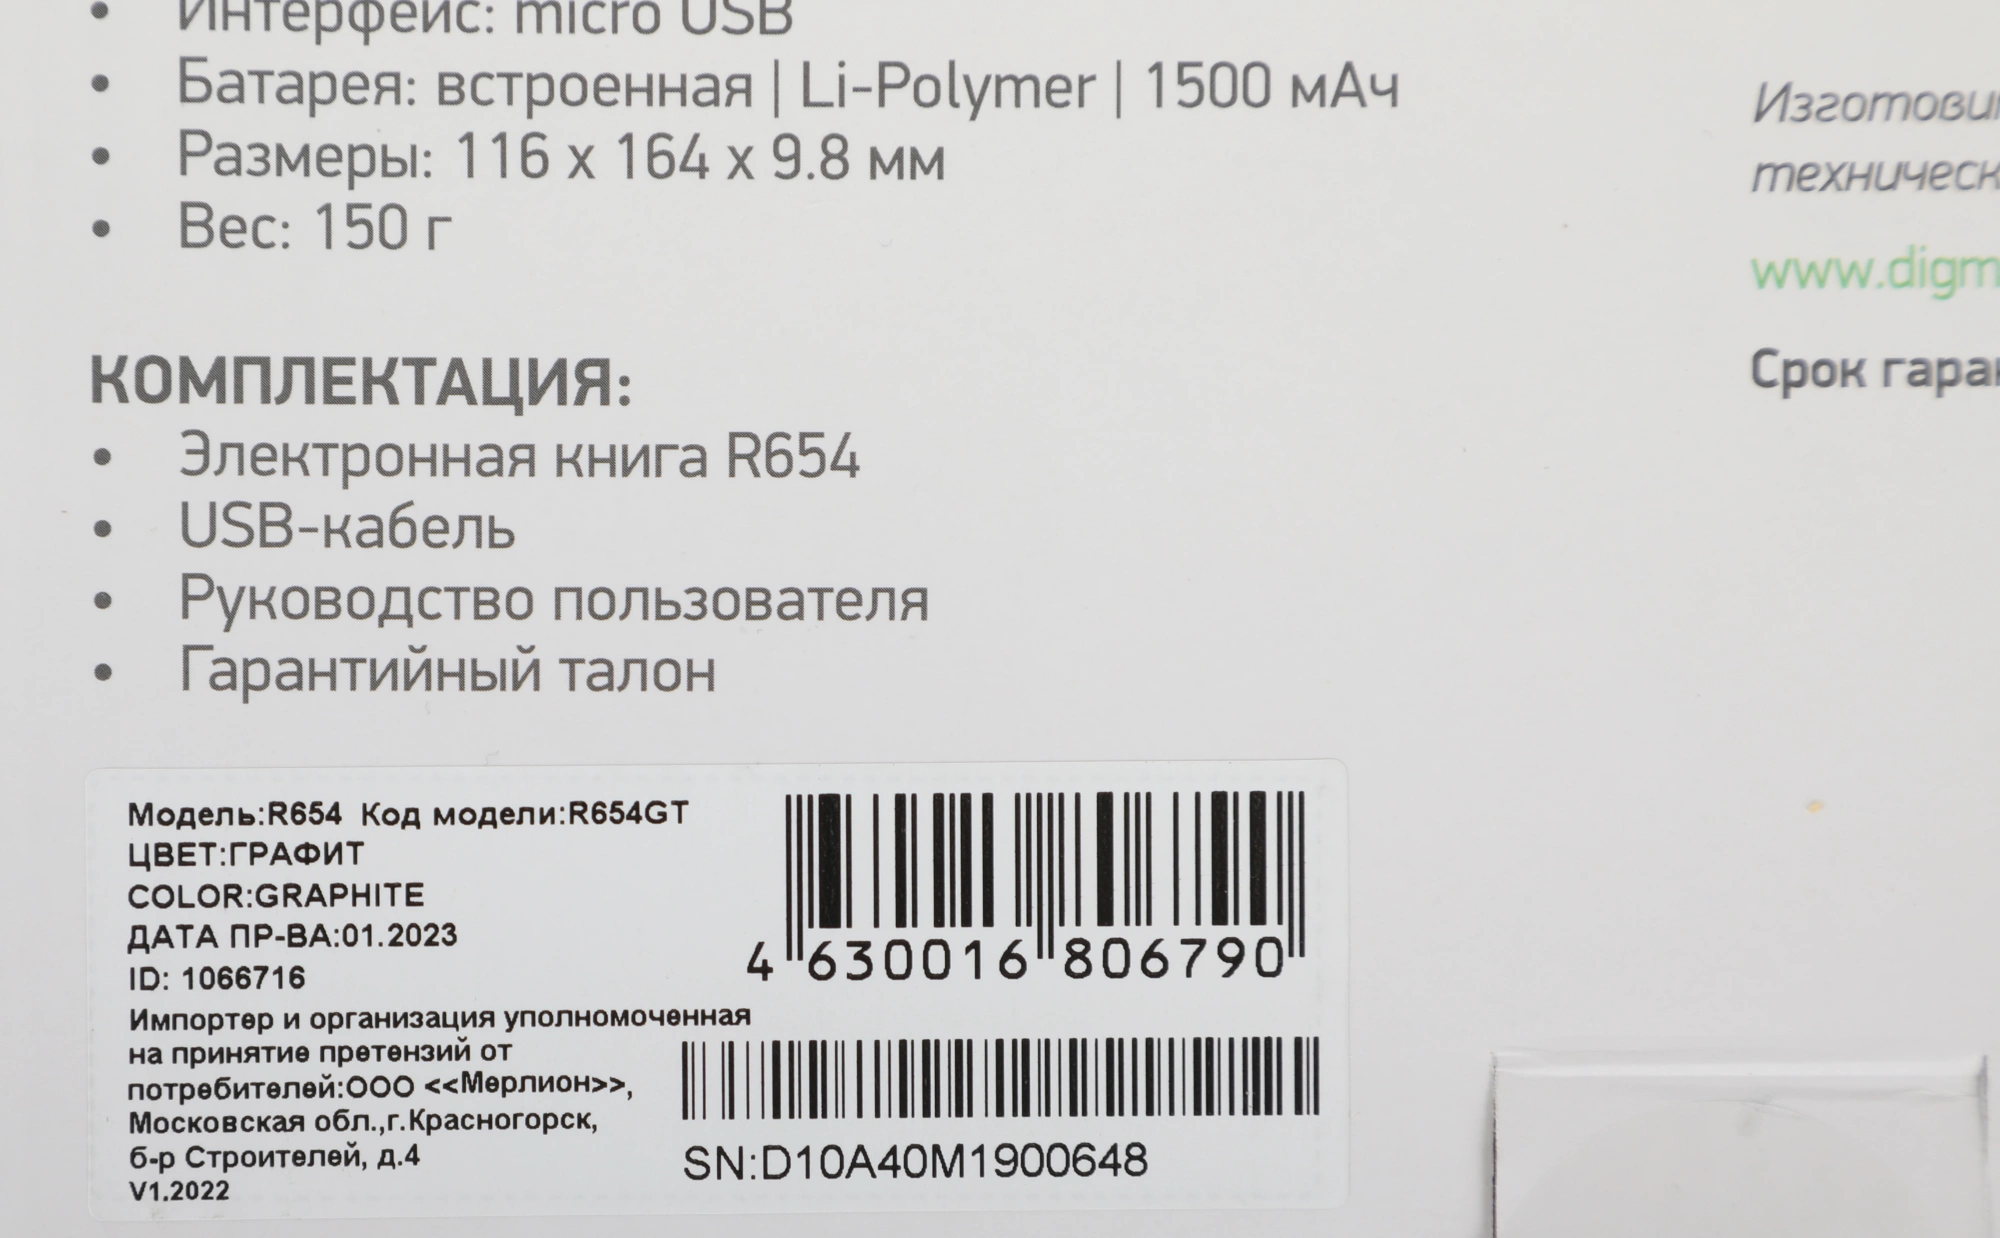 • Интерфейс: micro USB
• Батарея: встроенная | Li-Polymer | 1500 мАч
• Размеры: 116 x 164 x 9.8 мм
• Вес: 150 г
КОМПЛЕКТАЦИЯ:
• Электронная книга R654
• USB-кабель
• Руководство пользователя
• Гарантийный талон
Модель:R654 Код модели:R654GT
ЦВЕТ:ГРАФИТ
COLOR:GRAPHITE
ДАТА ПР-ВА:01.2023
ID: 1066716
Импортер и организация уполномоченная
на принятие претензий от
потребителей:ООО <<Мерлион>>,
Московская обл.,г.Красногорск,
б-р Строителей, д.4
V1.2022
4 630016 806790
SN:D10A40M1900648
www.digm
Срок